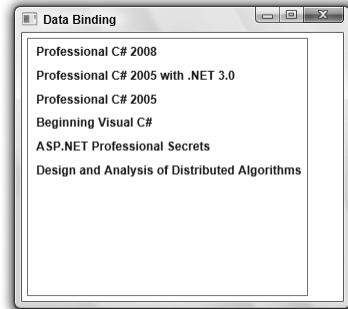 Data Binding
Professional C# 2008
Professional C# 2005 with .NET 3.0
Professional C# 2005
Beginning Visual C#
ASP.NET Professional Secrets
Design and Analysis of Distributed Algorithms